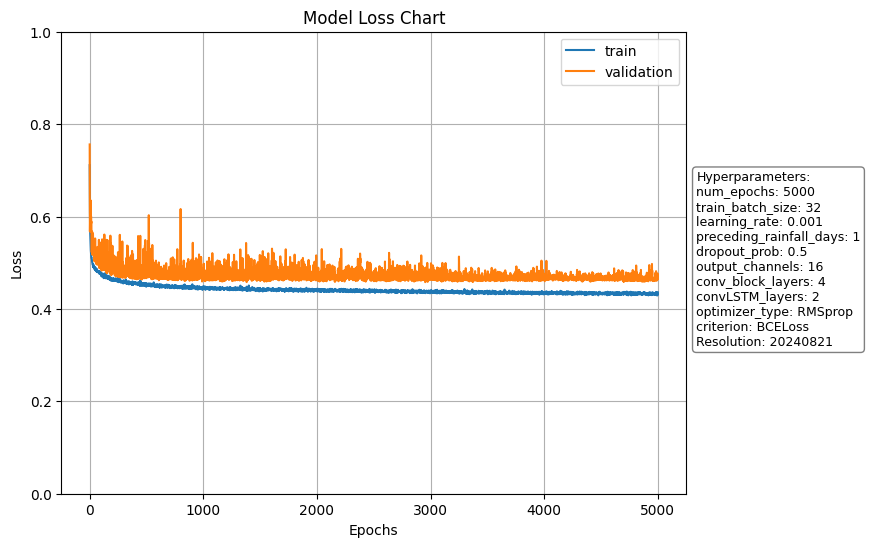 Model Loss Chart
1.0
0.8
0.6
0.4
0.2
0.0
Loss
0
1000
2000
3000
4000
5000
Epochs
train
validation
Hyperparameters:
num_epochs: 5000
train_batch_size: 32
learning_rate: 0.001
preceding_rainfall_days: 1
dropout_prob: 0.5
output_channels: 16
conv_block_layers: 4
convLSTM_layers: 2
optimizer_type: RMSprop
criterion: BCELoss
Resolution: 20240821